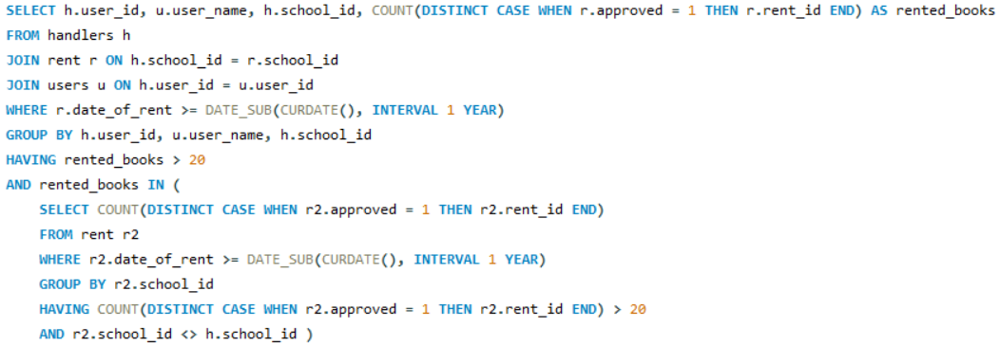 SELECT h.user_id, u.user_name, h.school_id, COUNT(DISTINCT CASE WHEN r.approved = 1 THEN r.rent_id END) AS rented_books
FROM handlers h
JOIN rent r ON h.school_id = r.school_id
JOIN users u ON h.user_id = u.user_id
WHERE r.date_of_rent >= DATE_SUB(CURDATE(), INTERVAL 1 YEAR)
GROUP BY h.user_id, u.user_name, h.school_id
HAVING rented_books > 20
AND rented_books IN (
    SELECT COUNT(DISTINCT CASE WHEN r2.approved = 1 THEN r2.rent_id END)
    FROM rent r2
    WHERE r2.date_of_rent >= DATE_SUB(CURDATE(), INTERVAL 1 YEAR)
    GROUP BY r2.school_id
    HAVING COUNT(DISTINCT CASE WHEN r2.approved = 1 THEN r2.rent_id END) > 20
    AND r2.school_id <> h.school_id )